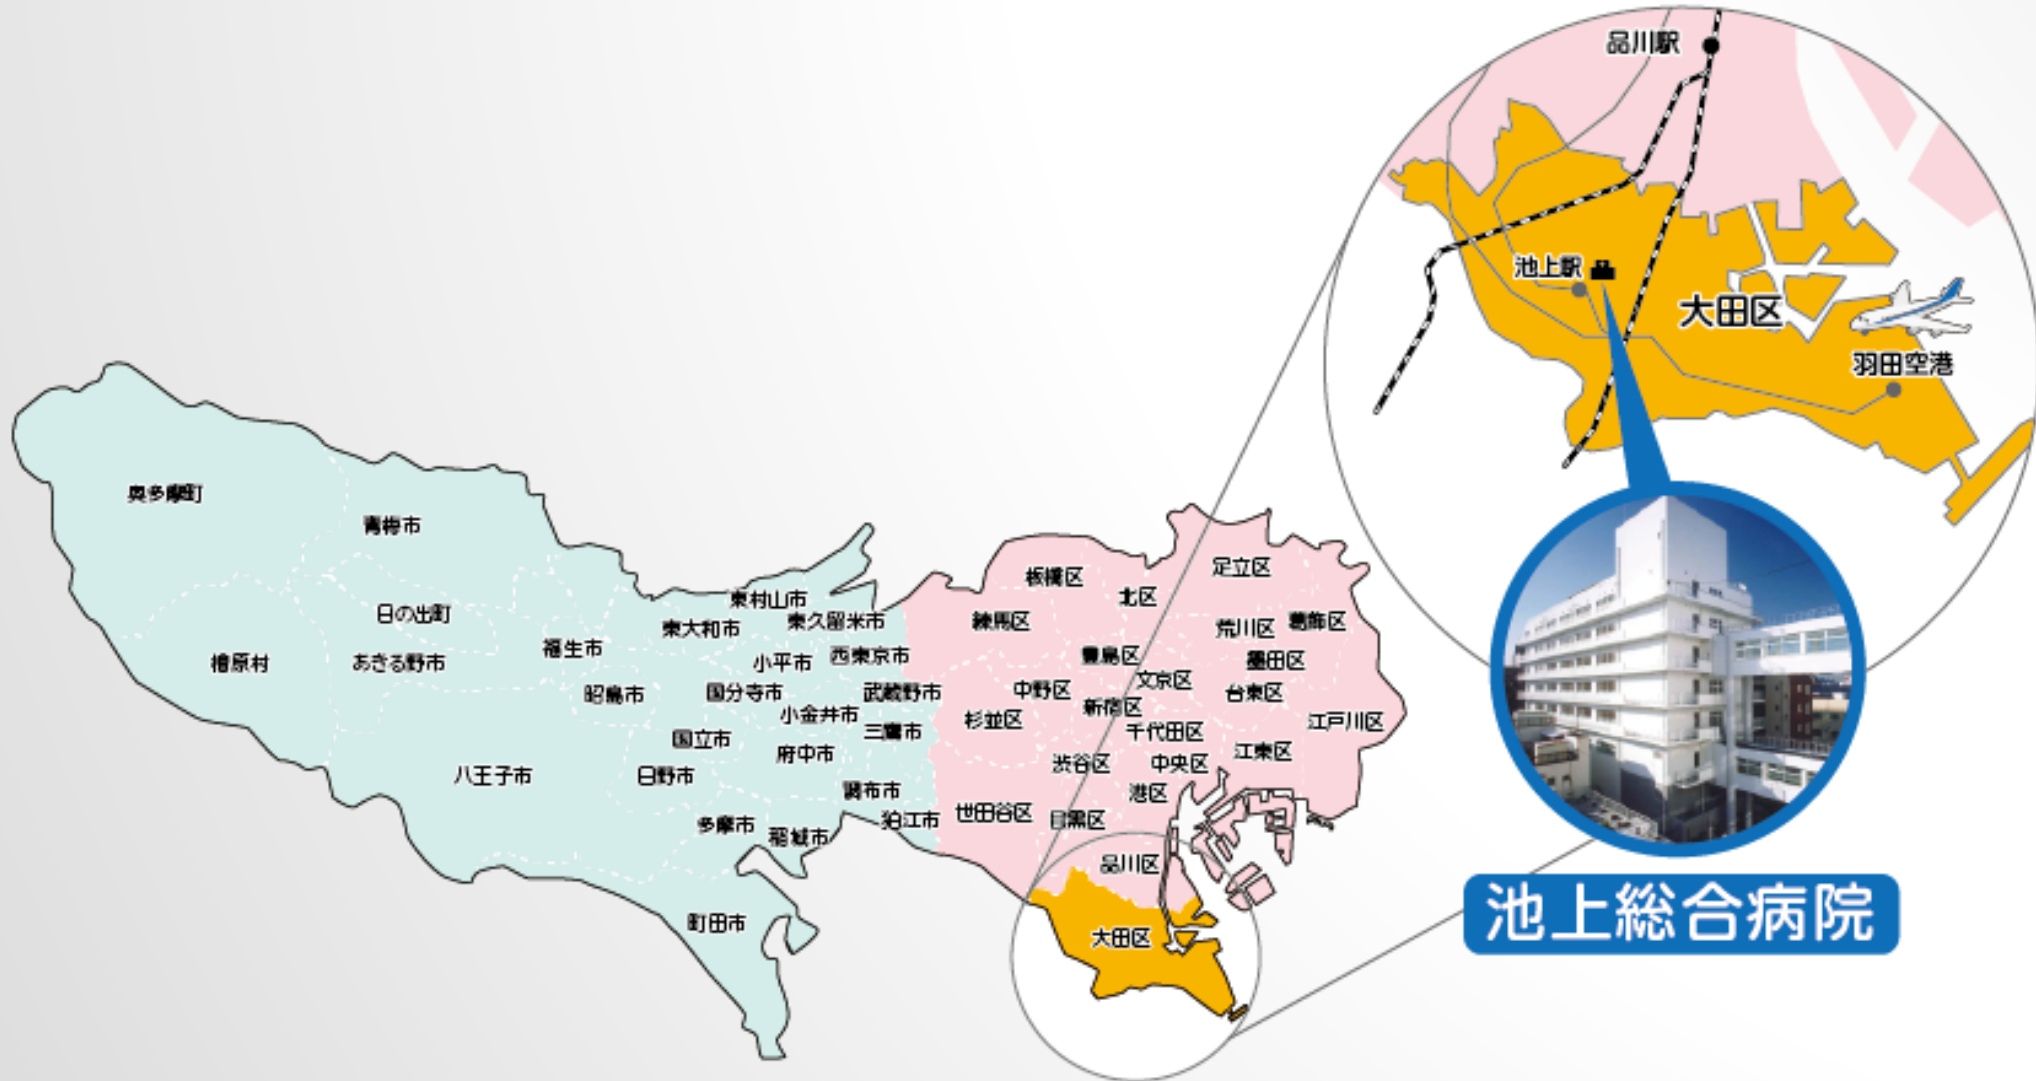 品川駅
池上駅
大田区
羽田空港
奥多摩町
青梅市
日の出町
檜原村
あきる野市
福生市
昭島市
八王子市
東村山市
東大和市
東久留米市
小平市
西東京市
国分寺市
武蔵野市
小金井市
三鷹市
国立市
府中市
日野市
調布市
多摩市
稲城市
狛江市
町田市
板橋区
北区
足立区
練馬区
荒川区
葛飾区
豊島区
墨田区
中野区
文京区
台東区
新宿区
杉並区
千代田区
江戸川区
渋谷区
中央区
江東区
港区
世田谷区
目黒区
品川区
大田区
池上総合病院